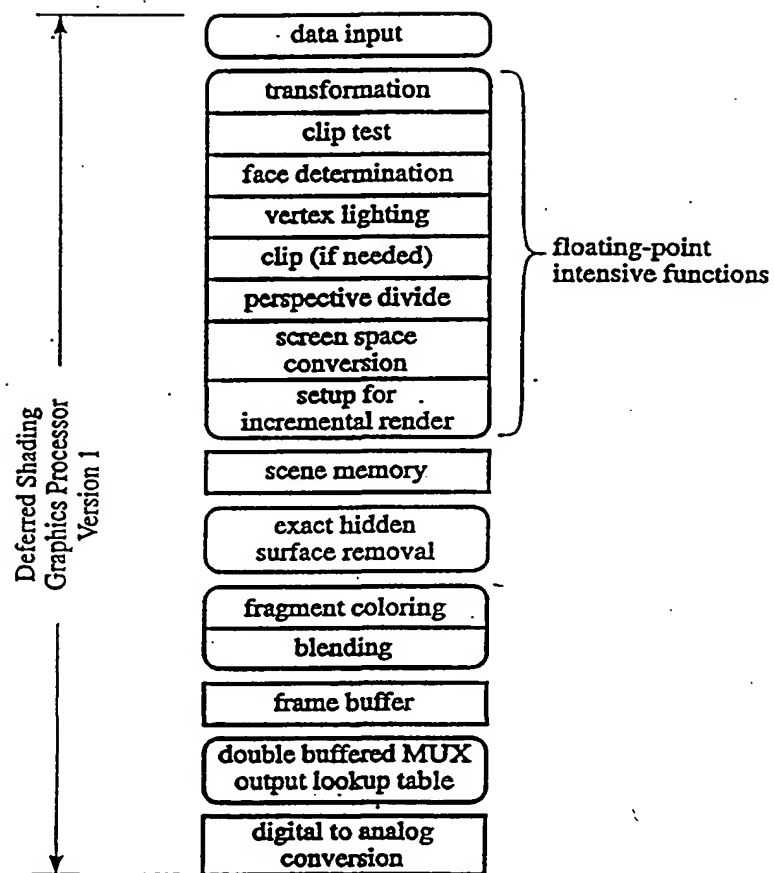 data input
transformation
clip test
face determination
vertex lighting
clip (if needed)
perspective divide
screen space
conversion
setup for
incremental render
floating-point
intensive functions
scene memory
exact hidden
surface removal
fragment coloring
blending
frame buffer
double buffered MUX
output lookup table
digital to analog
conversion
Deferred Shading
Graphics Processor
Version 1